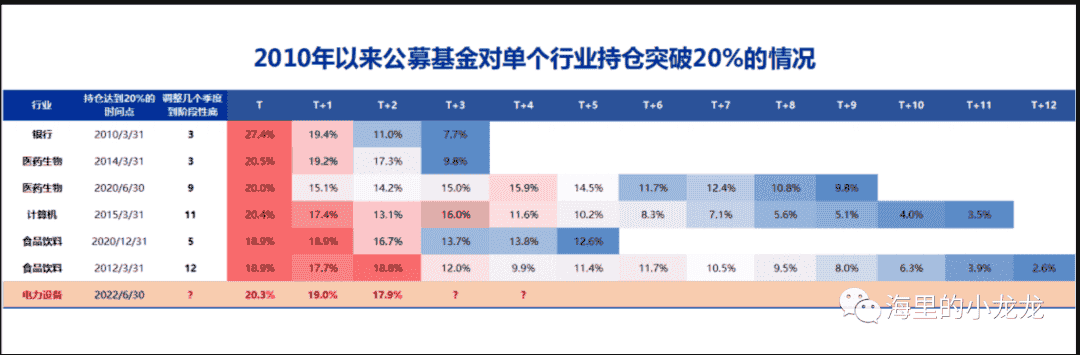 2010年以来公募基金对单个行业持仓突破20%的情况
行业 持仓达到20%的时间点 调整几个季度到阶段性底 T T+1 T+2 T+3 T+4 T+5 T+6 T+7 T+8 T+9 T+10 T+11 T+12
银行 2010/3/31 3 27.4% 19.4% 11.0% 7.7%
医药生物 2014/3/31 3 20.5% 19.2% 17.3% 9.8%
医药生物 2020/6/30 9 20.0% 15.1% 14.2% 15.0% 15.9% 14.5% 11.7% 12.4% 10.8% 9.8%
计算机 2015/3/31 11 20.4% 17.4% 13.1% 16.0% 11.6% 10.2% 8.3% 7.1% 5.6% 5.1% 4.0% 3.5%
食品饮料 2020/12/31 5 18.9% 18.9% 16.7% 13.7% 13.8% 12.6%
食品饮料 2012/3/31 12 18.9% 17.7% 18.8% 12.0% 9.9% 11.4% 11.7% 10.5% 9.5% 8.0% 6.3% 3.9% 2.6%
电力设备 2022/6/30 ? 20.3% 19.0% 17.9% ? ?
海里的小龙龙